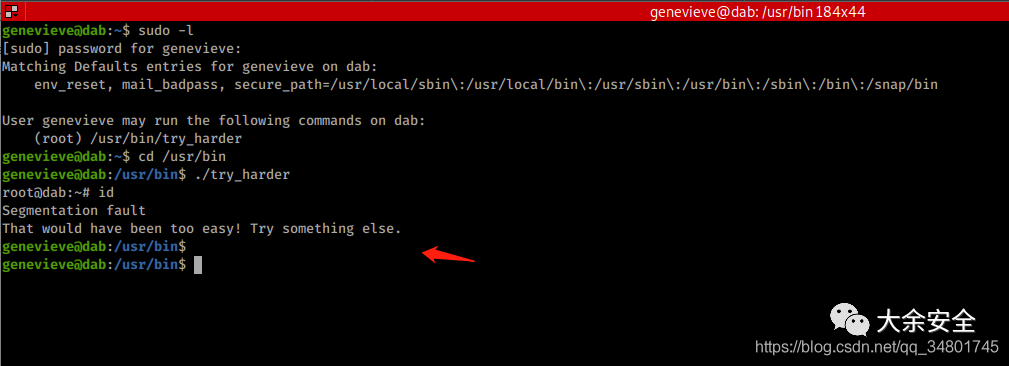 genevieve@dab: /usr/bin 184x44
genevieve@dab:~$ sudo -l
[sudo] password for genevieve:
Matching Defaults entries for genevieve on dab:
    env_reset, mail_badpass, secure_path=/usr/local/sbin\:/usr/local/bin\:/usr/sbin\:/usr/bin\:/sbin\:/bin\:/snap/bin

User genevieve may run the following commands on dab:
    (root) /usr/bin/try_harder
genevieve@dab:~$ cd /usr/bin
genevieve@dab:/usr/bin$ ./try_harder
root@dab:~# id
Segmentation fault
That would have been too easy! Try something else.
genevieve@dab:/usr/bin$
genevieve@dab:/usr/bin$
大余安全
https://blog.csdn.net/qq_34801745